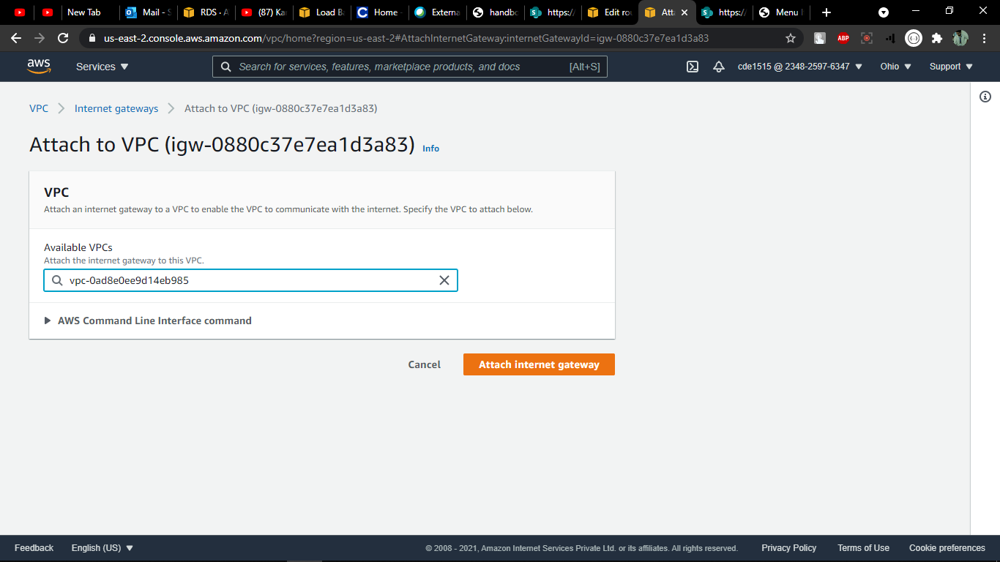 New Tab
Mail - S
RDS · A
(87) Ka
Load Ba
Home -
Externa
handbo
https:/
Edit rou
Atta
https:/
Menu
us-east-2.console.aws.amazon.com/vpc/home?region=us-east-2#AttachInternetGateway:internetGatewayId=igw-0880c37e7ea1d3a83
ABP
aws
Services
Search for services, features, marketplace products, and docs
[Alt+S]
cde1515 @ 2348-2597-6347
Ohio
Support
VPC
Internet gateways
Attach to VPC (igw-0880c37e7ea1d3a83)
Attach to VPC (igw-0880c37e7ea1d3a83)
Info
VPC
Attach an internet gateway to a VPC to enable the VPC to communicate with the internet. Specify the VPC to attach below.
Available VPCs
Attach the internet gateway to this VPC.
vpc-0ad8e0ee9d14eb985
AWS Command Line Interface command
Cancel
Attach internet gateway
Feedback
English (US)
© 2008 - 2021, Amazon Internet Services Private Ltd. or its affiliates. All rights reserved.
Privacy Policy
Terms of Use
Cookie preferences